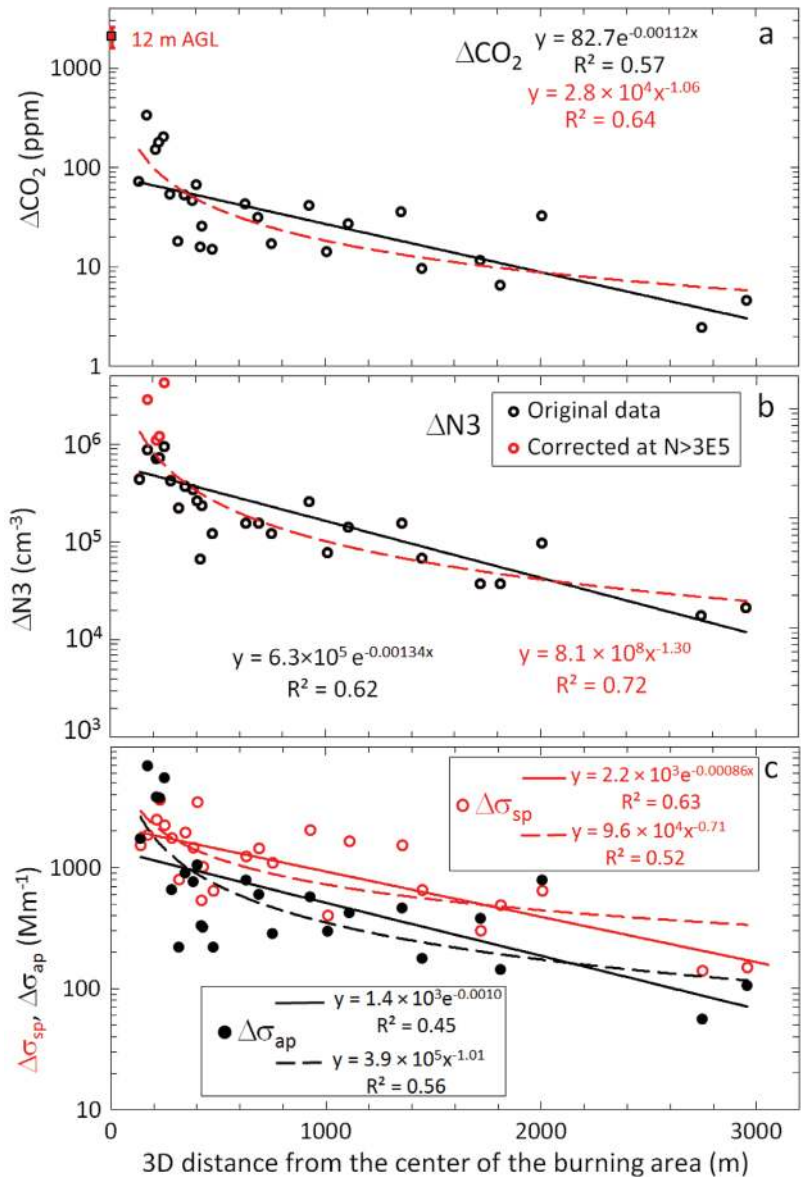 12 m AGL
ΔCO₂
y = 82.7e^-0.00112x
a
R² = 0.57
y = 2.8 × 10⁴x^-1.06
R² = 0.64
ΔCO₂ (ppm)
1000
100
10
1
ΔN3
b
Original data
Corrected at N>3E5
ΔN3 (cm⁻³)
10⁶
10⁵
10⁴
10³
y = 6.3×10⁵ e^-0.00134x
R² = 0.62
y = 8.1 × 10⁸x^-1.30
R² = 0.72
c
Δσsp
y = 2.2 × 10³e^-0.00086x
R² = 0.63
y = 9.6 × 10⁴x^-0.71
R² = 0.52
Δσsp, Δσap (Mm⁻¹)
1000
100
10
Δσap
y = 1.4 × 10³e^-0.0010
R² = 0.45
y = 3.9 × 10⁵x^-1.01
R² = 0.56
0 1000 2000 3000
3D distance from the center of the burning area (m)